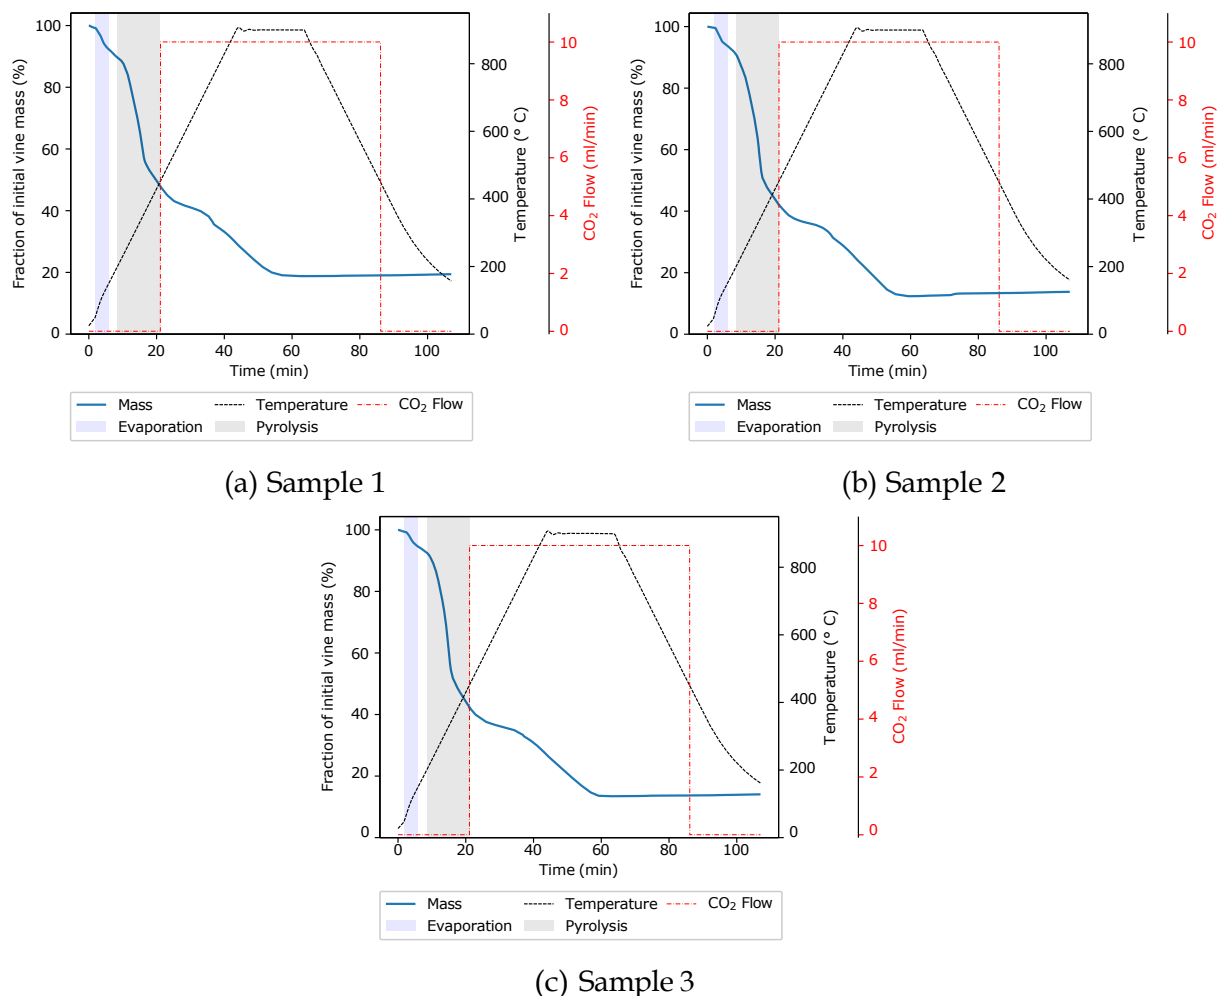 100
80
60
40
20
0
Fraction of initial vine mass (%)
0 20 40 60 80 100
Time (min)
800
600
400
200
0
Temperature (° C)
10
8
6
4
2
0
CO₂ Flow (ml/min)
Mass Temperature CO₂ Flow
Evaporation Pyrolysis
(a) Sample 1
100
80
60
40
20
0
Fraction of initial vine mass (%)
0 20 40 60 80 100
Time (min)
800
600
400
200
0
Temperature (° C)
10
8
6
4
2
0
CO₂ Flow (ml/min)
Mass Temperature CO₂ Flow
Evaporation Pyrolysis
(b) Sample 2
100
80
60
40
20
0
Fraction of initial vine mass (%)
0 20 40 60 80 100
Time (min)
800
600
400
200
0
Temperature (° C)
10
8
6
4
2
0
CO₂ Flow (ml/min)
Mass Temperature CO₂ Flow
Evaporation Pyrolysis
(c) Sample 3